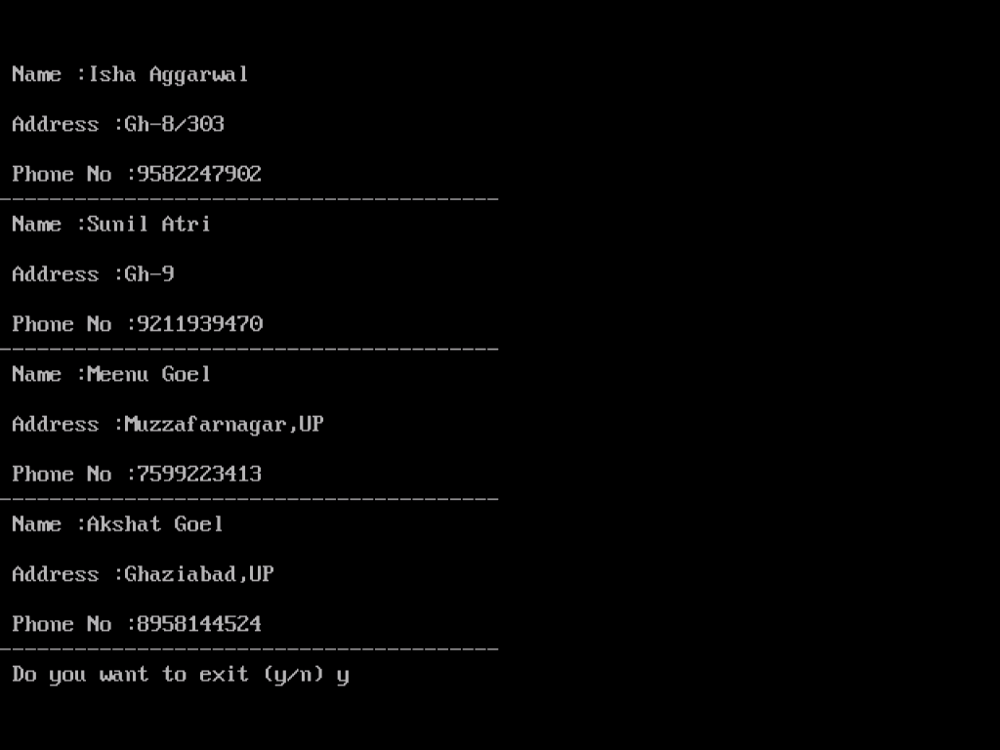 Name :Isha Aggarwal
Address :Gh-8/303
Phone No :9582247902
----------------------------------------
Name :Sunil Atri
Address :Gh-9
Phone No :9211939470
----------------------------------------
Name :Meenu Goel
Address :Muzzafarnagar,UP
Phone No :7599223413
----------------------------------------
Name :Akshat Goel
Address :Ghaziabad,UP
Phone No :8958144524
----------------------------------------
Do you want to exit (y/n) y